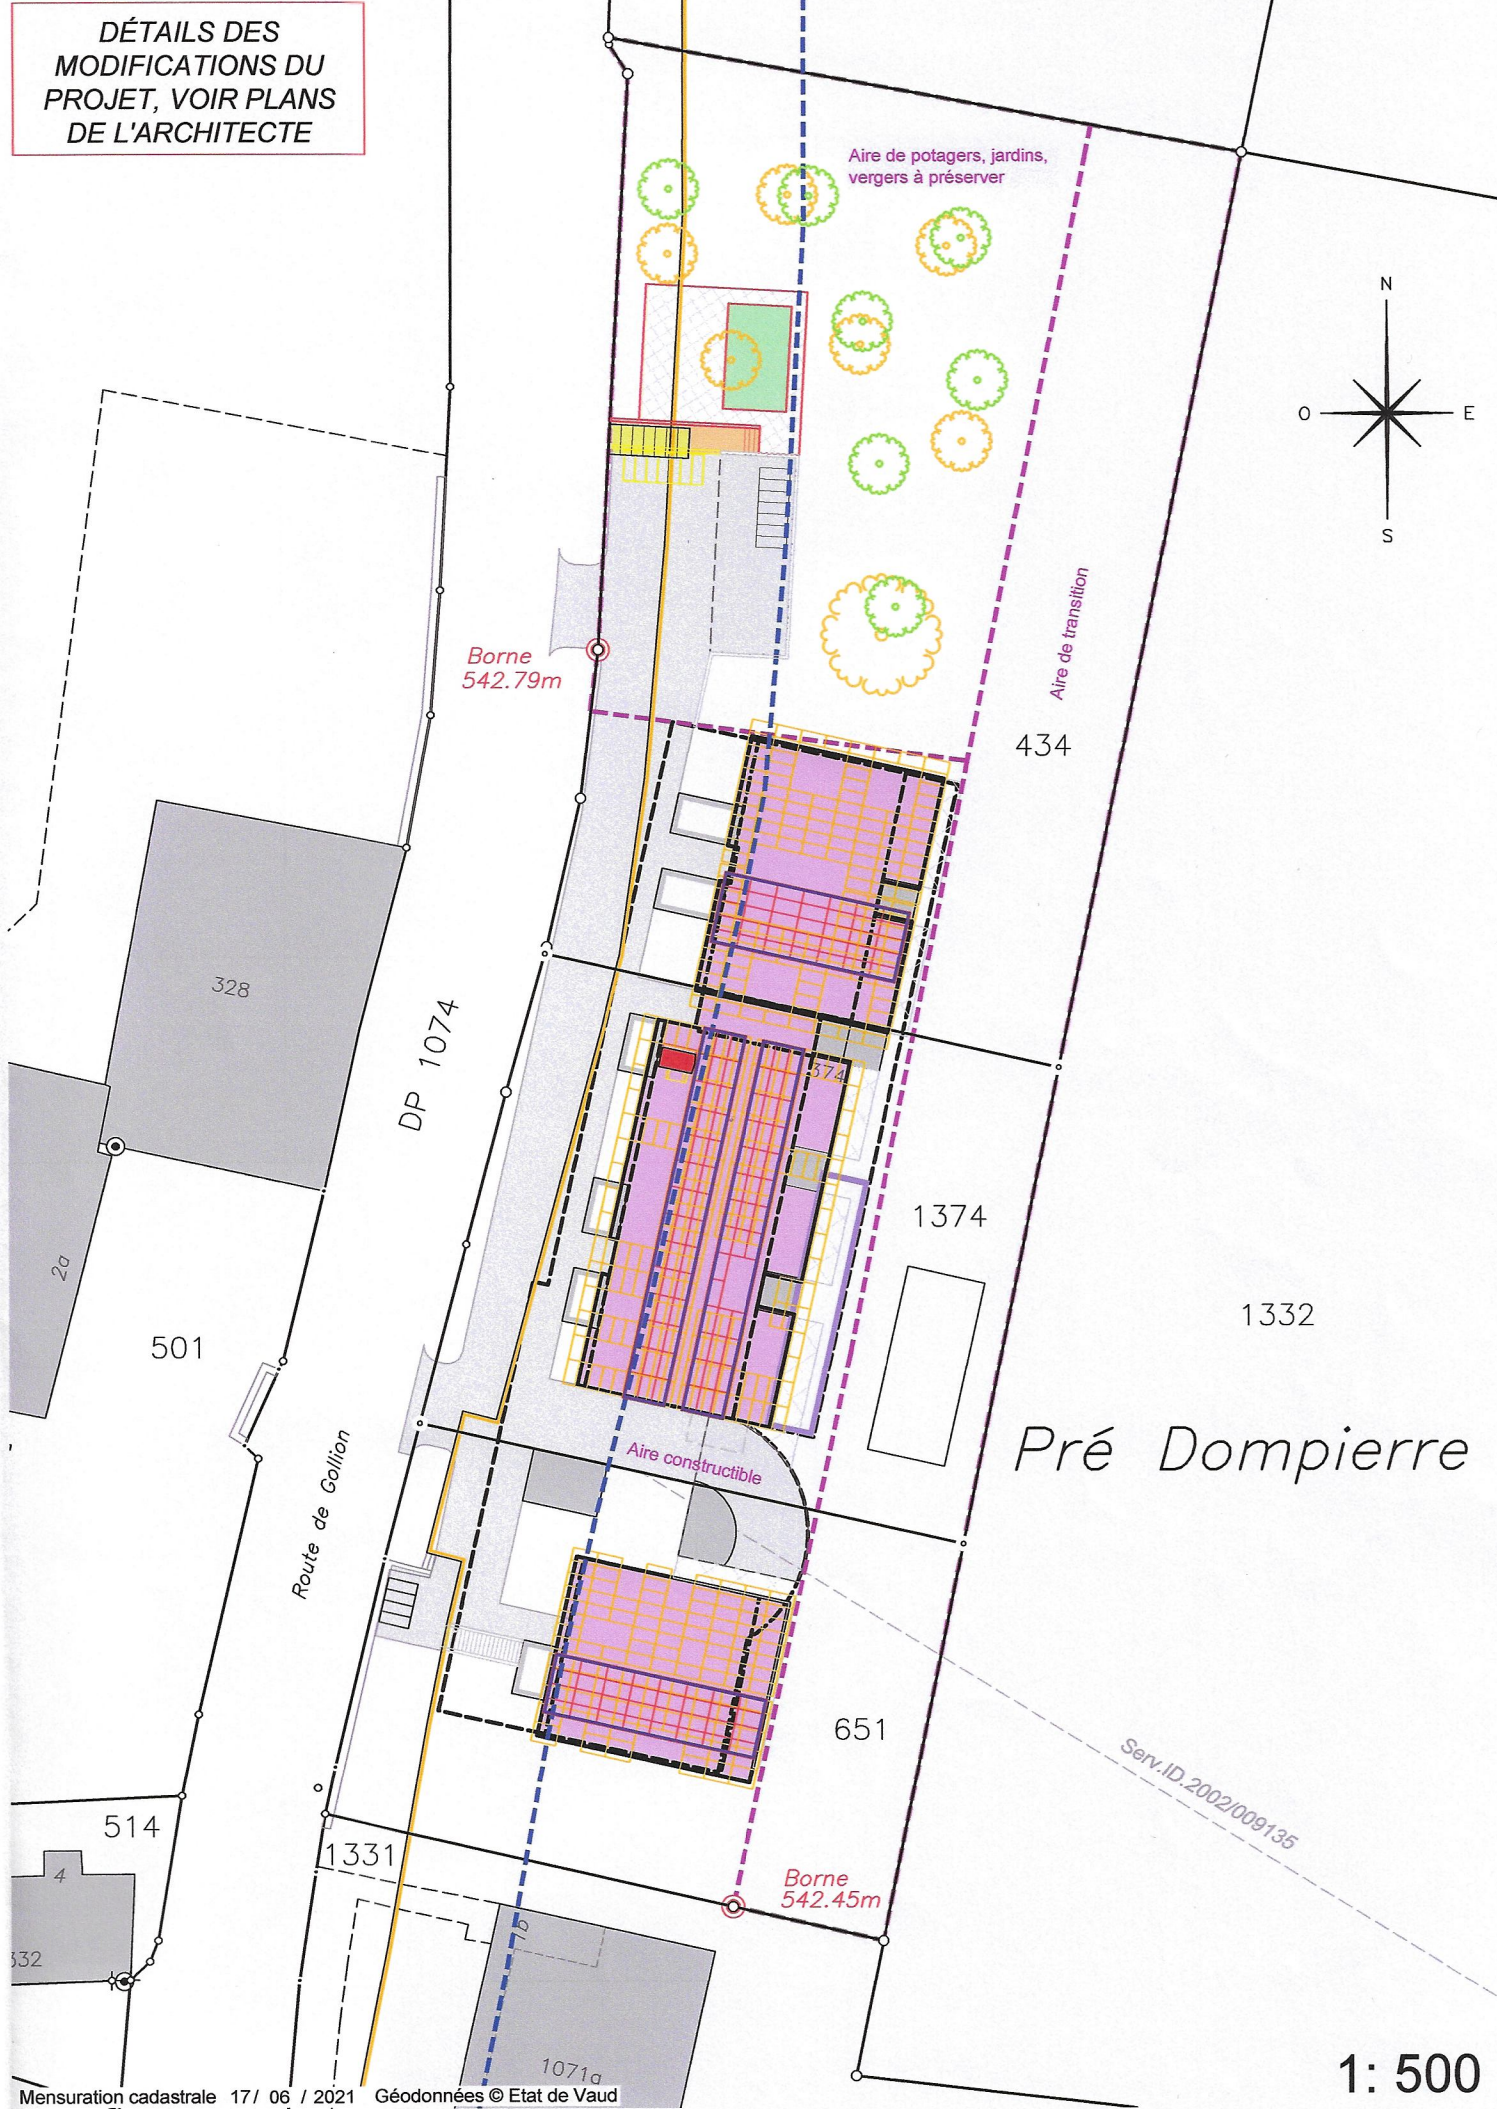 DÉTAILS DES
MODIFICATIONS DU
PROJET, VOIR PLANS
DE L'ARCHITECTE
Aire de potagers, jardins,
vergers à préserver
N
O
E
S
Borne
542.79m
Aire de transition
434
328
DP 1074
374
1374
2a
501
1332
Pré Dompierre
Aire constructible
Route de Gollion
651
Serv.ID.2002/009135
514
1331
4
Borne
542.45m
332
7b
1071a
1: 500
Mensuration cadastrale 17/ 06 / 2021 Géodonnées © Etat de Vaud